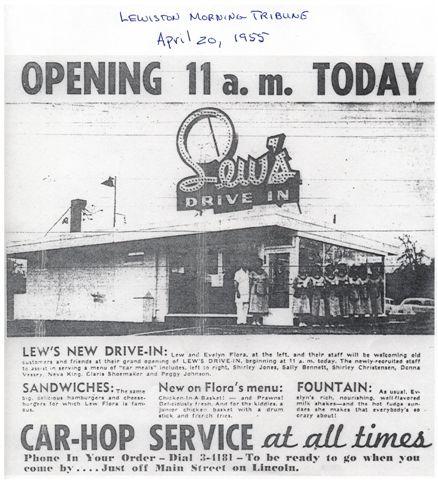 LEWISTON MORNING TRIBUNE
April 20, 1955
OPENING 11 a. m. TODAY
Lew's
DRIVE IN
LEW'S NEW DRIVE-IN: Lew and Evelyn Flora, at the left, and their staff will be welcoming old
customers and friends at their grand opening of LEW'S DRIVE-IN, beginning at 11 a. m. today. The newly-recruited staff
to assist in serving a menu of "car meals" includes, left to right, Shirley Jones, Sally Bennett, Shirley Christensen, Donna
Neva King, Claris Shoemaker and Peggy Johnson.
SANDWICHES: The same
big, delicious hamburgers and cheese-
burgers for which Lew Flora is fam-
ous.
New on Flora's menu:
Chicken-In-A Basket — and Prawns!
Deliciously fresh. And for the kiddies, a
junior chicken basket with a drum
stick and french fries.
FOUNTAIN: As usual, Ev-
elyn's rich, nourishing, well-flavored
milk shakes—and the hot fudge sun-
daes she makes that everybody's so
crazy about!
CAR-HOP SERVICE at all times
Phone In Your Order – Dial 3-4181 – To be ready to go when you
come by . . . . Just off Main Street on Lincoln.